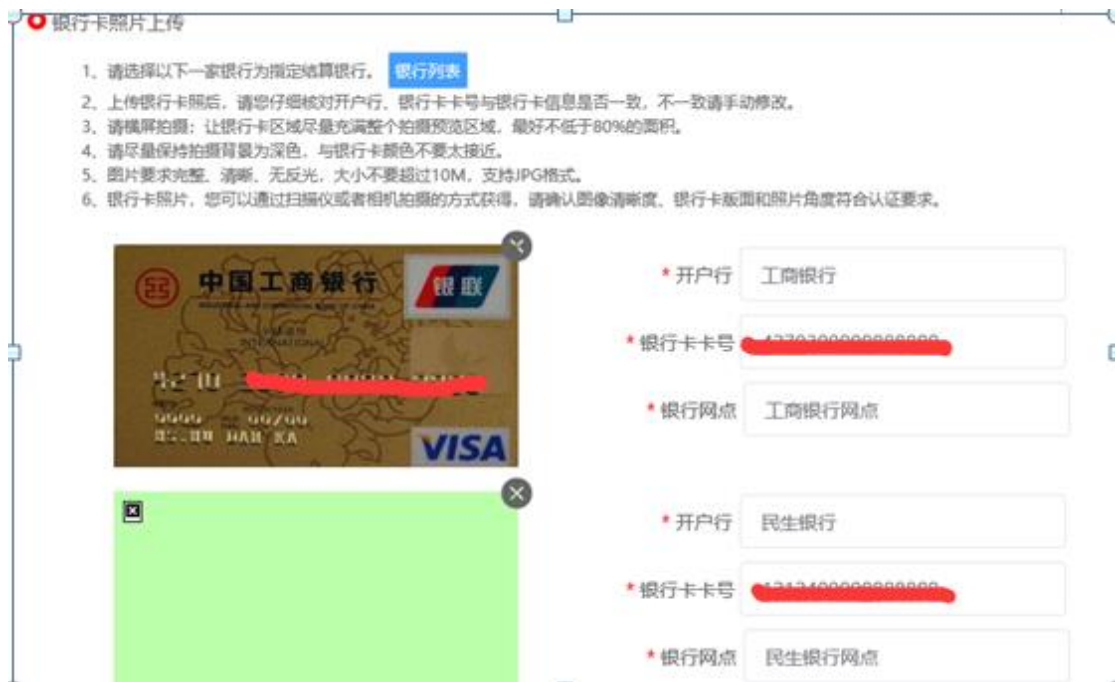 银行卡照片上传
1、请选择以下一家银行为指定结算银行。 银行列表
2、上传银行卡照后，请您仔细核对开户行、银行卡卡号与银行卡信息是否一致，不一致请手动修改。
3、请横屏拍摄：让银行卡区域尽量充满整个拍摄预览区域，最好不低于80%的面积。
4、请尽量保持拍摄背景为深色，与银行卡颜色不要太接近。
5、图片要求完整、清晰、无反光，大小不要超过10M，支持JPG格式。
6、银行卡照片，您可以通过扫描仪或者相机拍摄的方式获得，请确认图像清晰度、银行卡版面和照片角度符合认证要求。
中国工商银行
银联
INTERNATIONAL
VISA
* 开户行 工商银行
* 银行卡卡号
* 银行网点 工商银行网点
* 开户行 民生银行
* 银行卡卡号
* 银行网点 民生银行网点